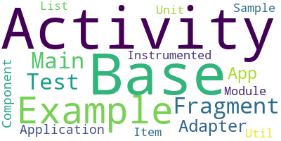 List
Unit
Sample
Activity
Main
Instrumented
Component
Test
Base
App
Module
Example
Fragment
Application
Item
Adapter
Util